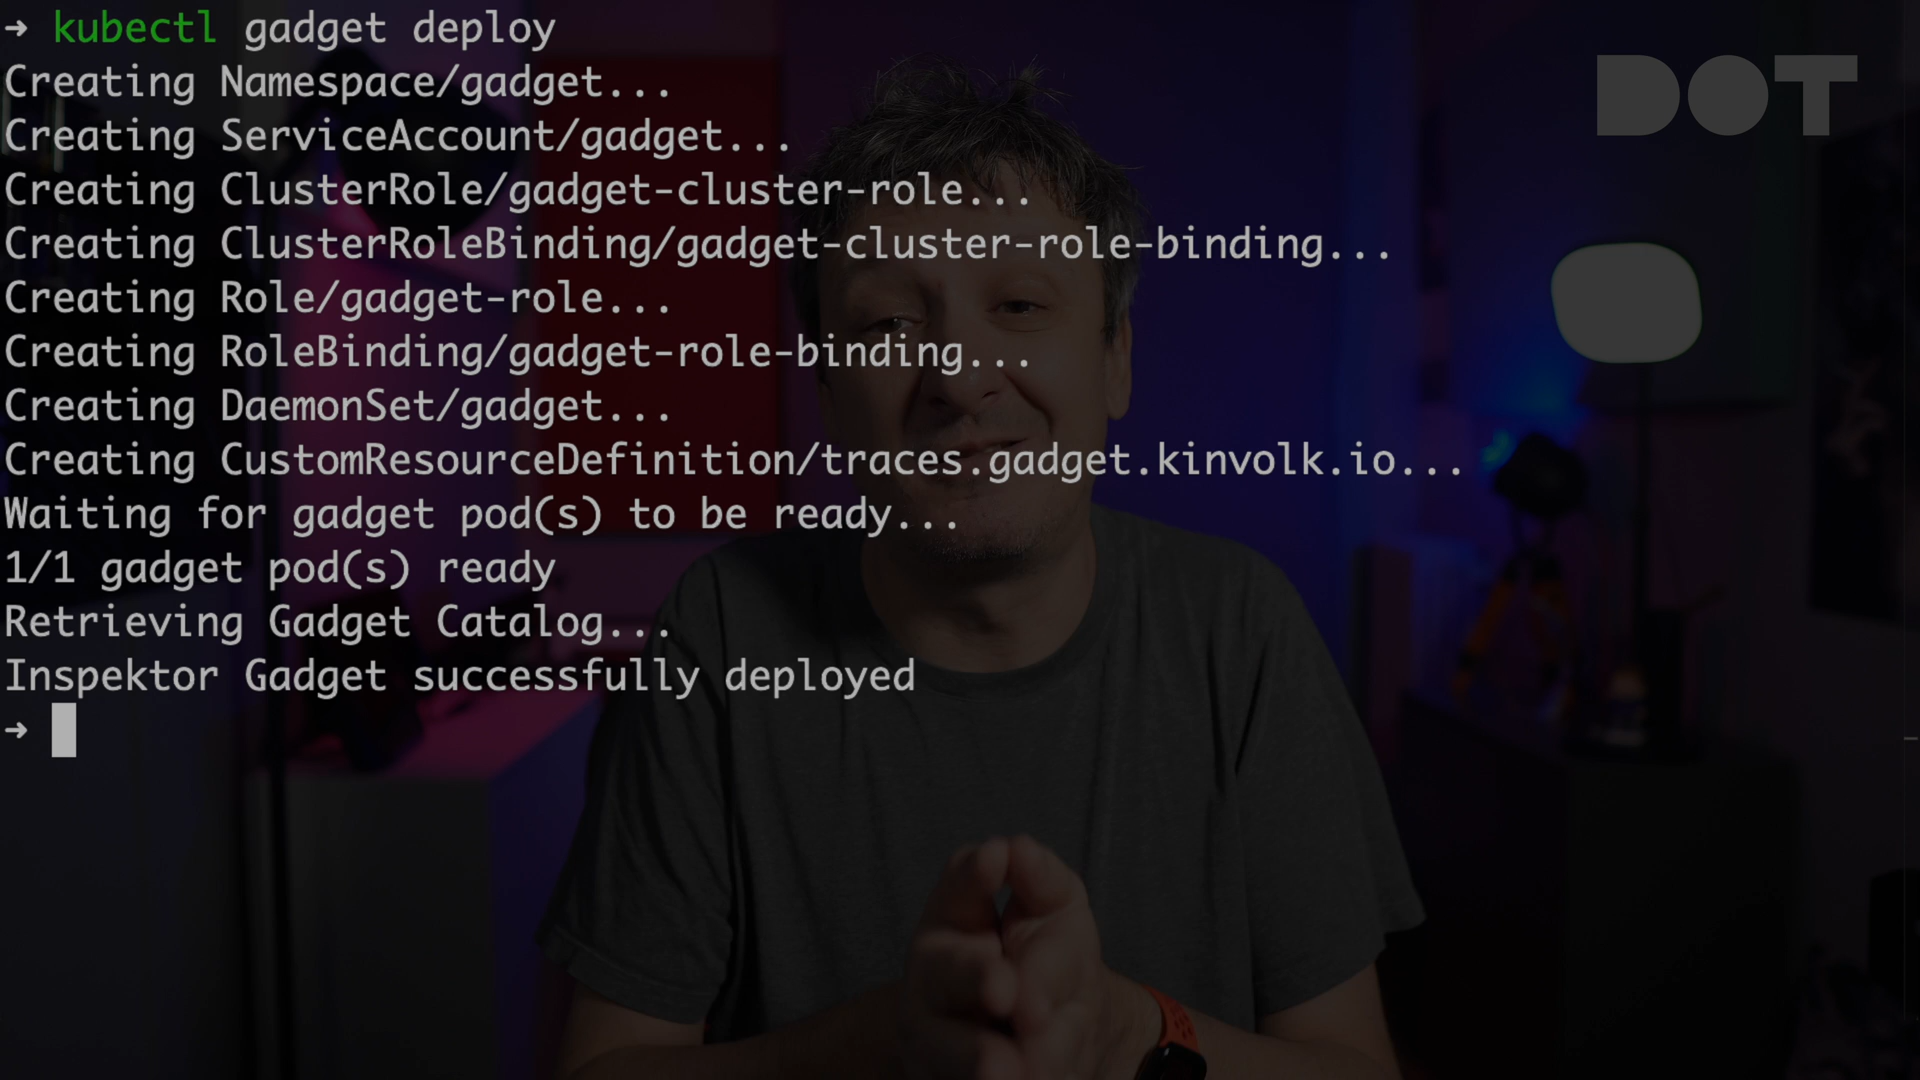 → kubectl gadget deploy
Creating Namespace/gadget...
Creating ServiceAccount/gadget...
Creating ClusterRole/gadget-cluster-role...
Creating ClusterRoleBinding/gadget-cluster-role-binding...
Creating Role/gadget-role...
Creating RoleBinding/gadget-role-binding...
Creating DaemonSet/gadget...
Creating CustomResourceDefinition/traces.gadget.kinvolk.io...
Waiting for gadget pod(s) to be ready...
1/1 gadget pod(s) ready
Retrieving Gadget Catalog...
Inspektor Gadget successfully deployed
→
DOT